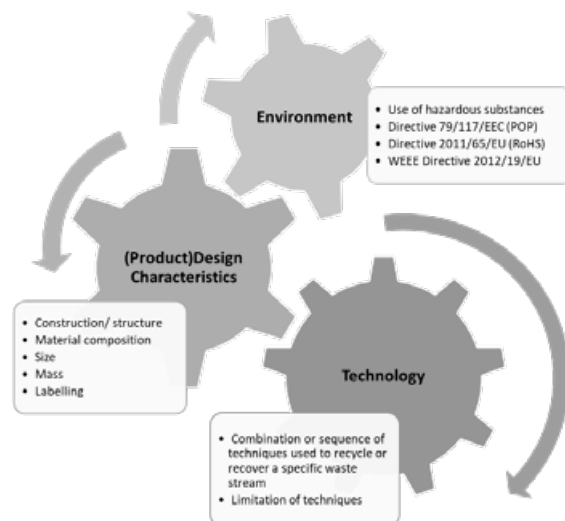 Environment
• Use of hazardous substances
• Directive 79/117/EEC (POP)
• Directive 2011/65/EU (RoHS)
• WEEE Directive 2012/19/EU
(Product)Design
Characteristics
• Construction/ structure
• Material composition
• Size
• Mass
• Labelling
Technology
• Combination or sequence of
techniques used to recycle or
recover a specific waste
stream
• Limitation of techniques